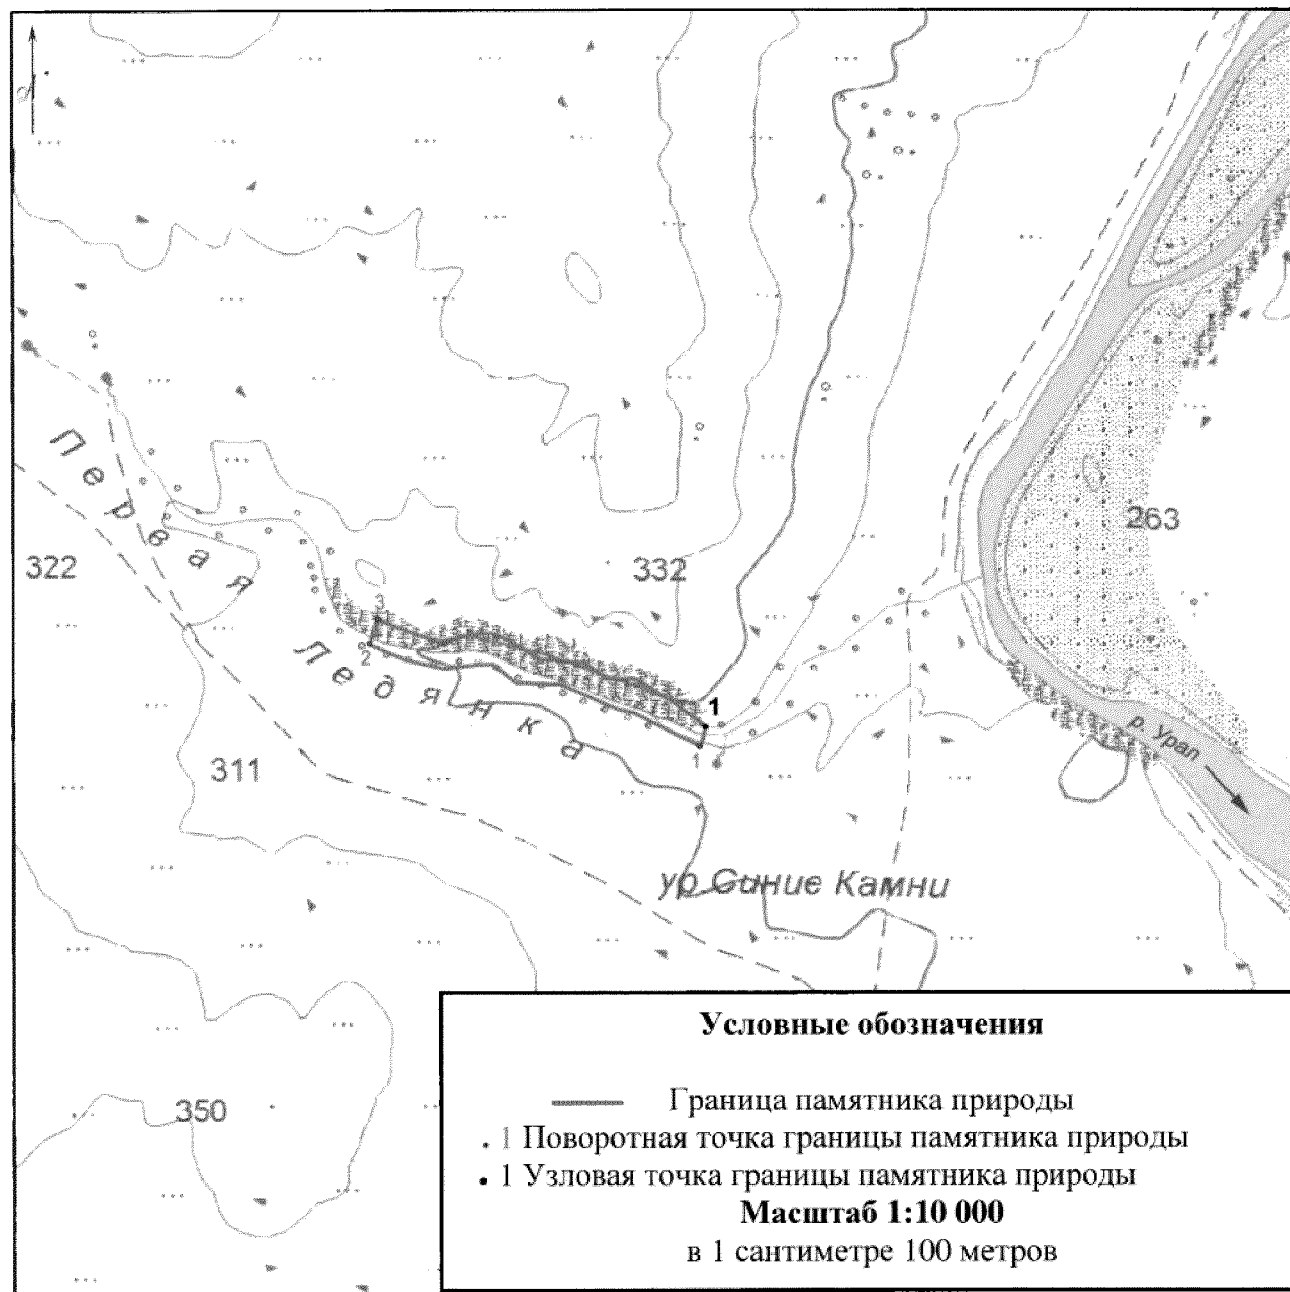 С
263
Первая
322
332
3
2
Ледянка
1
1
р. Урал
311
ур Синие Камни
Условные обозначения
Граница памятника природы
. 1 Поворотная точка границы памятника природы
• 1 Узловая точка границы памятника природы
Масштаб 1:10 000
в 1 сантиметре 100 метров
350